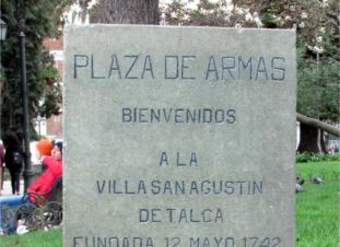 PLAZA DE ARMAS
BIENVENIDOS
A LA
VILLA SAN AGUSTIN
DE TALCA
FUNDADA 12 MAYO 1742